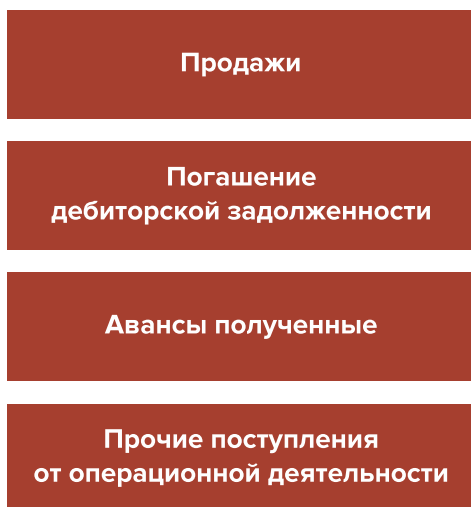 Продажи
Погашение
дебиторской задолженности
Авансы полученные
Прочие поступления
от операционной деятельности